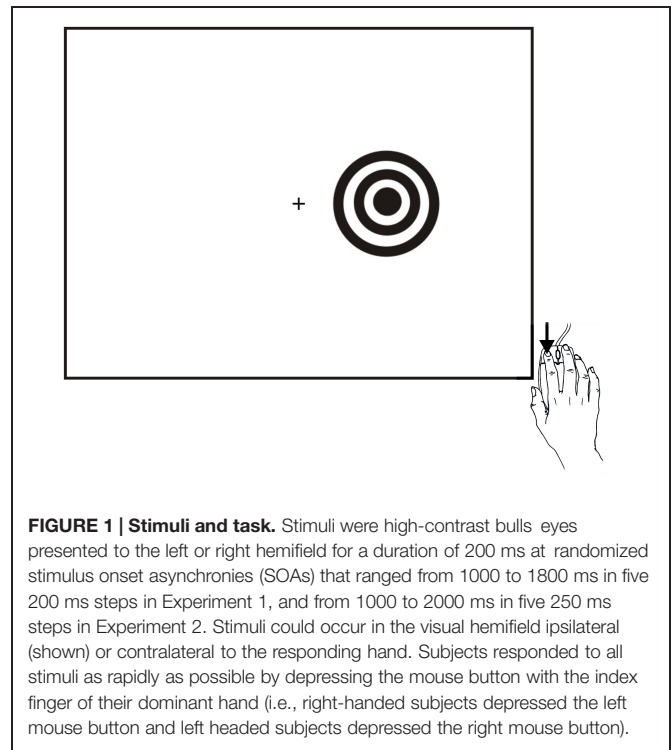 FIGURE 1 | Stimuli and task. Stimuli were high-contrast bulls eyes
presented to the left or right hemifield for a duration of 200 ms at randomized
stimulus onset asynchronies (SOAs) that ranged from 1000 to 1800 ms in five
200 ms steps in Experiment 1, and from 1000 to 2000 ms in five 250 ms
steps in Experiment 2. Stimuli could occur in the visual hemifield ipsilateral
(shown) or contralateral to the responding hand. Subjects responded to all
stimuli as rapidly as possible by depressing the mouse button with the index
finger of their dominant hand (i.e., right-handed subjects depressed the left
mouse button and left headed subjects depressed the right mouse button).